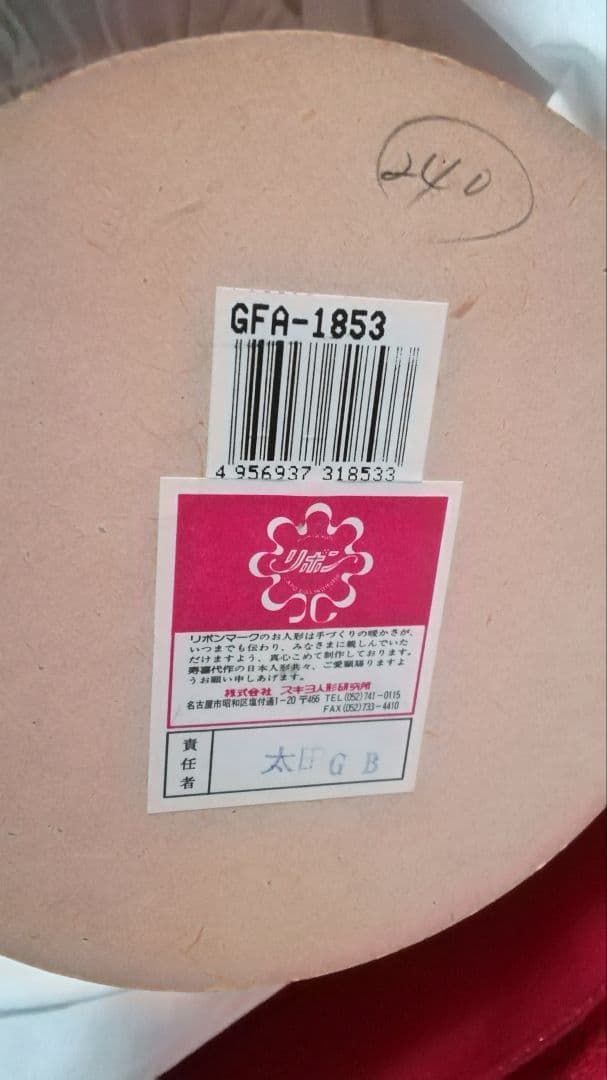 240
GFA-1853
4 956937 318533
リボン
リボンマークのお人形は手づくりの暖かさが、
いつまでも伝わり、みなさまに親しんでいた
だけますよう、真心こめて制作しております。
寿喜代作の日本人形共々、ご愛顧賜りますよ
うお願い申しあげます。
株式会社 スキヨ人形研究所
名古屋市昭和区塩付通1-20 〒466 TEL(052)741-0115
FAX(052)733-4410
責任者
太田 G B